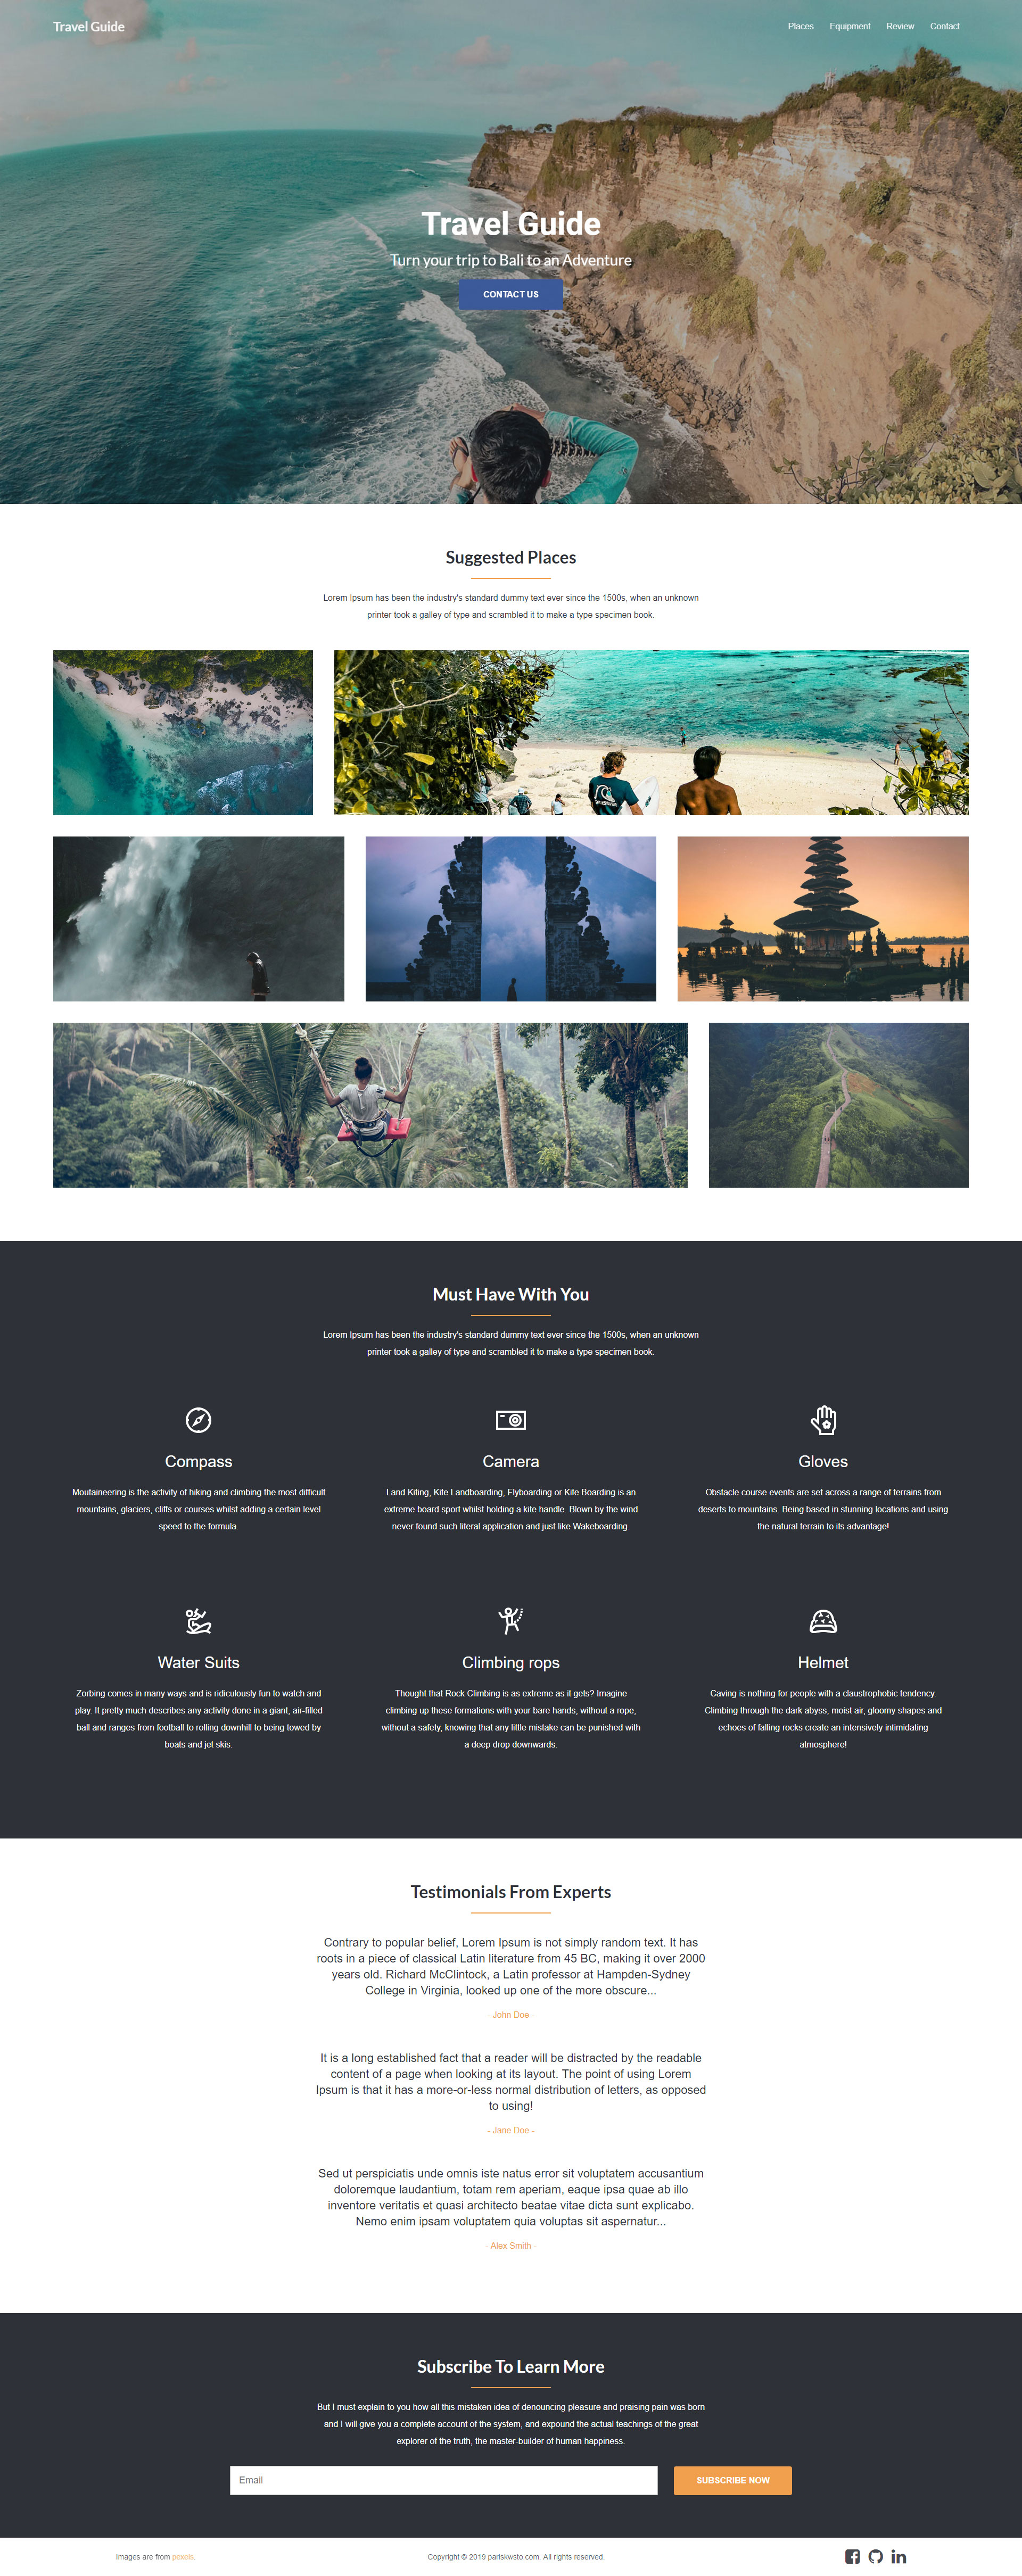 Travel Guide
Places Equipment Review Contact
Travel Guide
Turn your trip to Bali to an Adventure
CONTACT US
Suggested Places
Lorem Ipsum has been the industry's standard dummy text ever since the 1500s, when an unknown
printer took a galley of type and scrambled it to make a type specimen book.
Must Have With You
Lorem Ipsum has been the industry's standard dummy text ever since the 1500s, when an unknown
printer took a galley of type and scrambled it to make a type specimen book.
Compass
Moutaineering is the activity of hiking and climbing the most difficult
mountains, glaciers, cliffs or courses whilst adding a certain level
speed to the formula.
Camera
Land Kiting, Kite Landboarding, Flyboarding or Kite Boarding is an
extreme board sport whilst holding a kite handle. Blown by the wind
never found such literal application and just like Wakeboarding.
Gloves
Obstacle course events are set across a range of terrains from
deserts to mountains. Being based in stunning locations and using
the natural terrain to its advantage!
Water Suits
Zorbing comes in many ways and is ridiculously fun to watch and
play. It pretty much describes any activity done in a giant, air-filled
ball and ranges from football to rolling downhill to being towed by
boats and jet skis.
Climbing rops
Thought that Rock Climbing is as extreme as it gets? Imagine
climbing up these formations with your bare hands, without a rope,
without a safety, knowing that any little mistake can be punished with
a deep drop downwards.
Helmet
Caving is nothing for people with a claustrophobic tendency.
Climbing through the dark abyss, moist air, gloomy shapes and
echoes of falling rocks create an intensively intimidating
atmosphere!
Testimonials From Experts
Contrary to popular belief, Lorem Ipsum is not simply random text. It has
roots in a piece of classical Latin literature from 45 BC, making it over 2000
years old. Richard McClintock, a Latin professor at Hampden-Sydney
College in Virginia, looked up one of the more obscure...
- John Doe -
It is a long established fact that a reader will be distracted by the readable
content of a page when looking at its layout. The point of using Lorem
Ipsum is that it has a more-or-less normal distribution of letters, as opposed
to using!
- Jane Doe -
Sed ut perspiciatis unde omnis iste natus error sit voluptatem accusantium
doloremque laudantium, totam rem aperiam, eaque ipsa quae ab illo
inventore veritatis et quasi architecto beatae vitae dicta sunt explicabo.
Nemo enim ipsam voluptatem quia voluptas sit aspernatur...
- Alex Smith -
Subscribe To Learn More
But I must explain to you how all this mistaken idea of denouncing pleasure and praising pain was born
and I will give you a complete account of the system, and expound the actual teachings of the great
explorer of the truth, the master-builder of human happiness.
Email
SUBSCRIBE NOW
Images are from pexels.
Copyright © 2019 pariskwsto.com. All rights reserved.